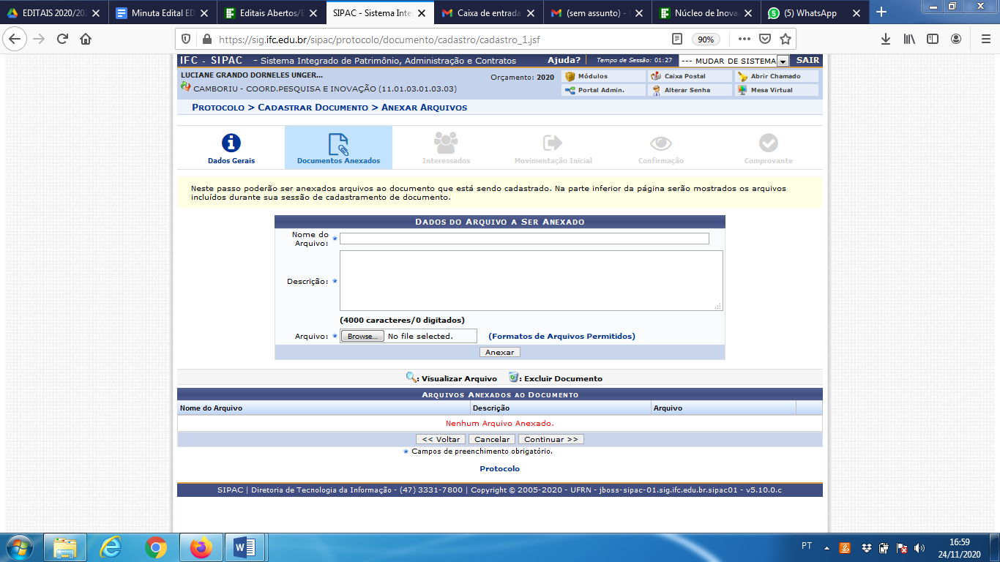 EDITAIS 2020/202
Minuta Edital ED
Editais Abertos/E
SIPAC - Sistema Inte
Caixa de entrada
(sem assunto) -
Núcleo de Inova
(5) WhatsApp
https://sig.ifc.edu.br/sipac/protocolo/documento/cadastro/cadastro_1.jsf
90%
IFC - SIPAC - Sistema Integrado de Patrimônio, Administração e Contratos
Ajuda?
Tempo de Sessão: 01:27
--- MUDAR DE SISTEMA
SAIR
LUCIANE GRANDO DORNELES UNGER...
CAMBORIU - COORD.PESQUISA E INOVAÇÃO (11.01.03.01.03.03)
Orçamento: 2020
Módulos
Caixa Postal
Abrir Chamado
Portal Admin.
Alterar Senha
Mesa Virtual
PROTOCOLO > CADASTRAR DOCUMENTO > ANEXAR ARQUIVOS
Dados Gerais
Documentos Anexados
Interessados
Movimentação Inicial
Confirmação
Comprovante
Neste passo poderão ser anexados arquivos ao documento que está sendo cadastrado. Na parte inferior da página serão mostrados os arquivos
incluídos durante sua sessão de cadastramento de documento.
DADOS DO ARQUIVO A SER ANEXADO
Nome do
Arquivo:
Descrição:
(4000 caracteres/0 digitados)
Arquivo: Browse... No file selected. (Formatos de Arquivos Permitidos)
Anexar
: Visualizar Arquivo : Excluir Documento
ARQUIVOS ANEXADOS AO DOCUMENTO
Nome do Arquivo Descrição Arquivo
Nenhum Arquivo Anexado.
<< Voltar Cancelar Continuar >>
Campos de preenchimento obrigatório.
Protocolo
SIPAC | Diretoria de Tecnologia da Informação - (47) 3331-7800 | Copyright © 2005-2020 - UFRN - jboss-sipac-01.sig.ifc.edu.br.sipac01 - v5.10.0.c
PT
16:59
24/11/2020